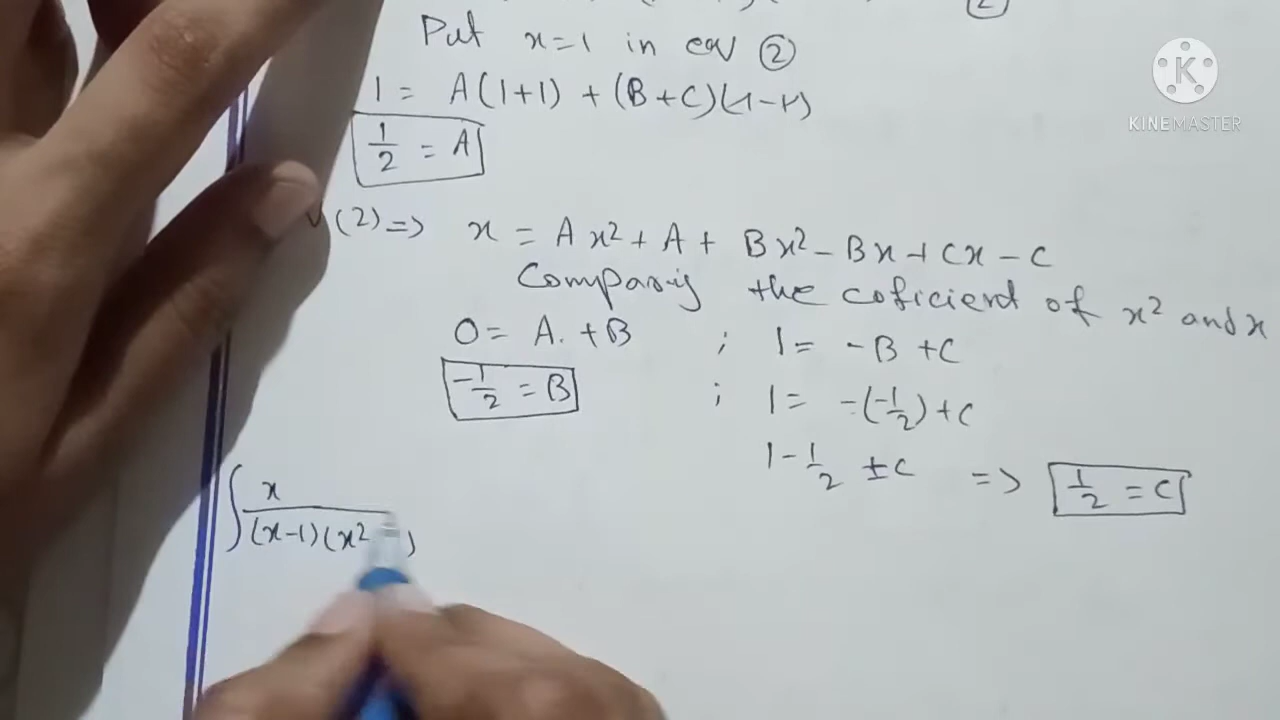 Put x=1 in eq ②
KINEMASTER
1 = A(1+1) + (B+C)(1-1)
1/2 = A
(2) => x = Ax² + A + Bx² - Bx + Cx - C
Comparig the coficient of x² and x
0 = A + B ; 1 = -B + C
-1/2 = B ; 1 = -(-1/2) + C
1 - 1/2 = C => 1/2 = C
∫ x / (x-1)(x² )